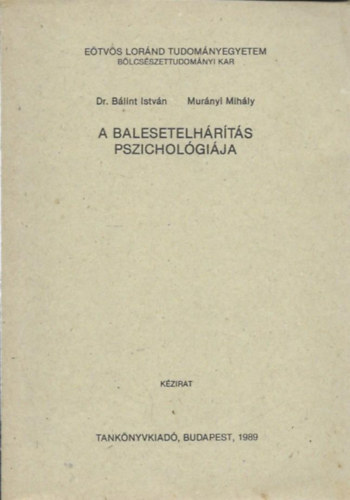 EÖTVÖS LORÁND TUDOMÁNYEGYETEM
BÖLCSÉSZETTUDOMÁNYI KAR
Dr. Bálint István Murányi Mihály
A BALESETELHÁRÍTÁS
PSZICHOLÓGIÁJA
KÉZIRAT
TANKÖNYVKIADÓ, BUDAPEST, 1989